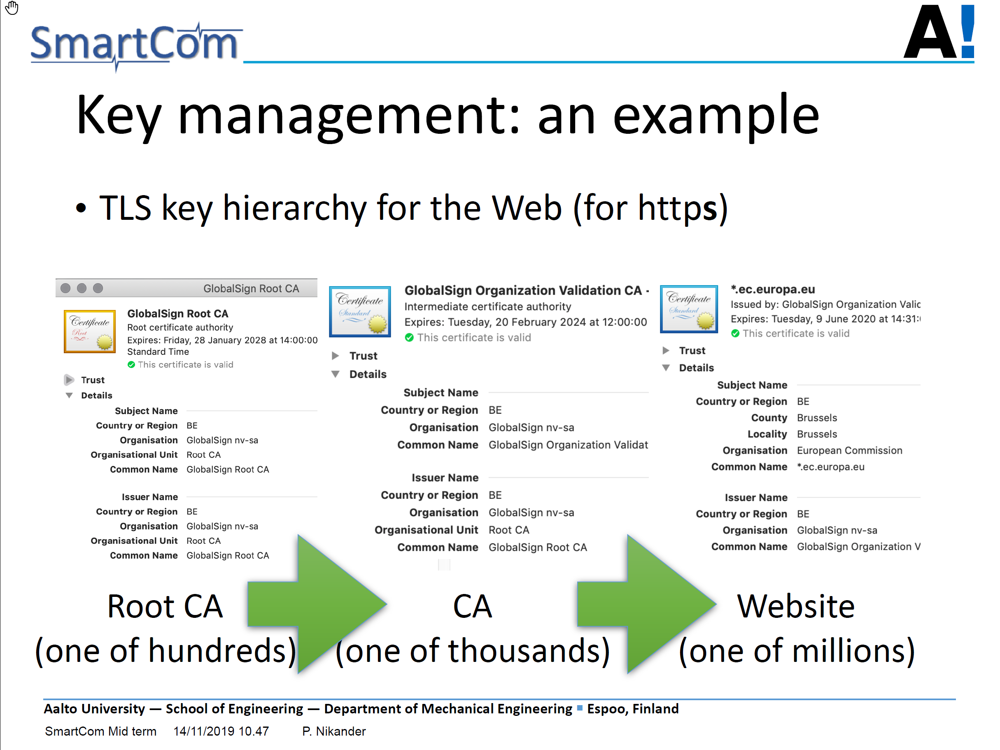 SmartCom
A!
Key management: an example
• TLS key hierarchy for the Web (for https)
GlobalSign Root CA
Certificate
Root
GlobalSign Root CA
Root certificate authority
Expires: Friday, 28 January 2028 at 14:00:00
Standard Time
This certificate is valid
Trust
Details
Subject Name
Country or Region BE
Organisation GlobalSign nv-sa
Organisational Unit Root CA
Common Name GlobalSign Root CA
Issuer Name
Country or Region BE
Organisation GlobalSign nv-sa
Organisational Unit Root CA
Common Name GlobalSign Root CA
Certificate
Standard
GlobalSign Organization Validation CA -
Intermediate certificate authority
Expires: Tuesday, 20 February 2024 at 12:00:00
This certificate is valid
Trust
Details
Subject Name
Country or Region BE
Organisation GlobalSign nv-sa
Common Name GlobalSign Organization Validat
Issuer Name
Country or Region BE
Organisation GlobalSign nv-sa
Organisational Unit Root CA
Common Name GlobalSign Root CA
Certificate
Standard
*.ec.europa.eu
Issued by: GlobalSign Organization Valic
Expires: Tuesday, 9 June 2020 at 14:31:
This certificate is valid
Trust
Details
Subject Name
Country or Region BE
County Brussels
Locality Brussels
Organisation European Commission
Common Name *.ec.europa.eu
Issuer Name
Country or Region BE
Organisation GlobalSign nv-sa
Common Name GlobalSign Organization V
Root CA
(one of hundreds)
CA
(one of thousands)
Website
(one of millions)
Aalto University — School of Engineering — Department of Mechanical Engineering ▪ Espoo, Finland
SmartCom Mid term 14/11/2019 10.47 P. Nikander